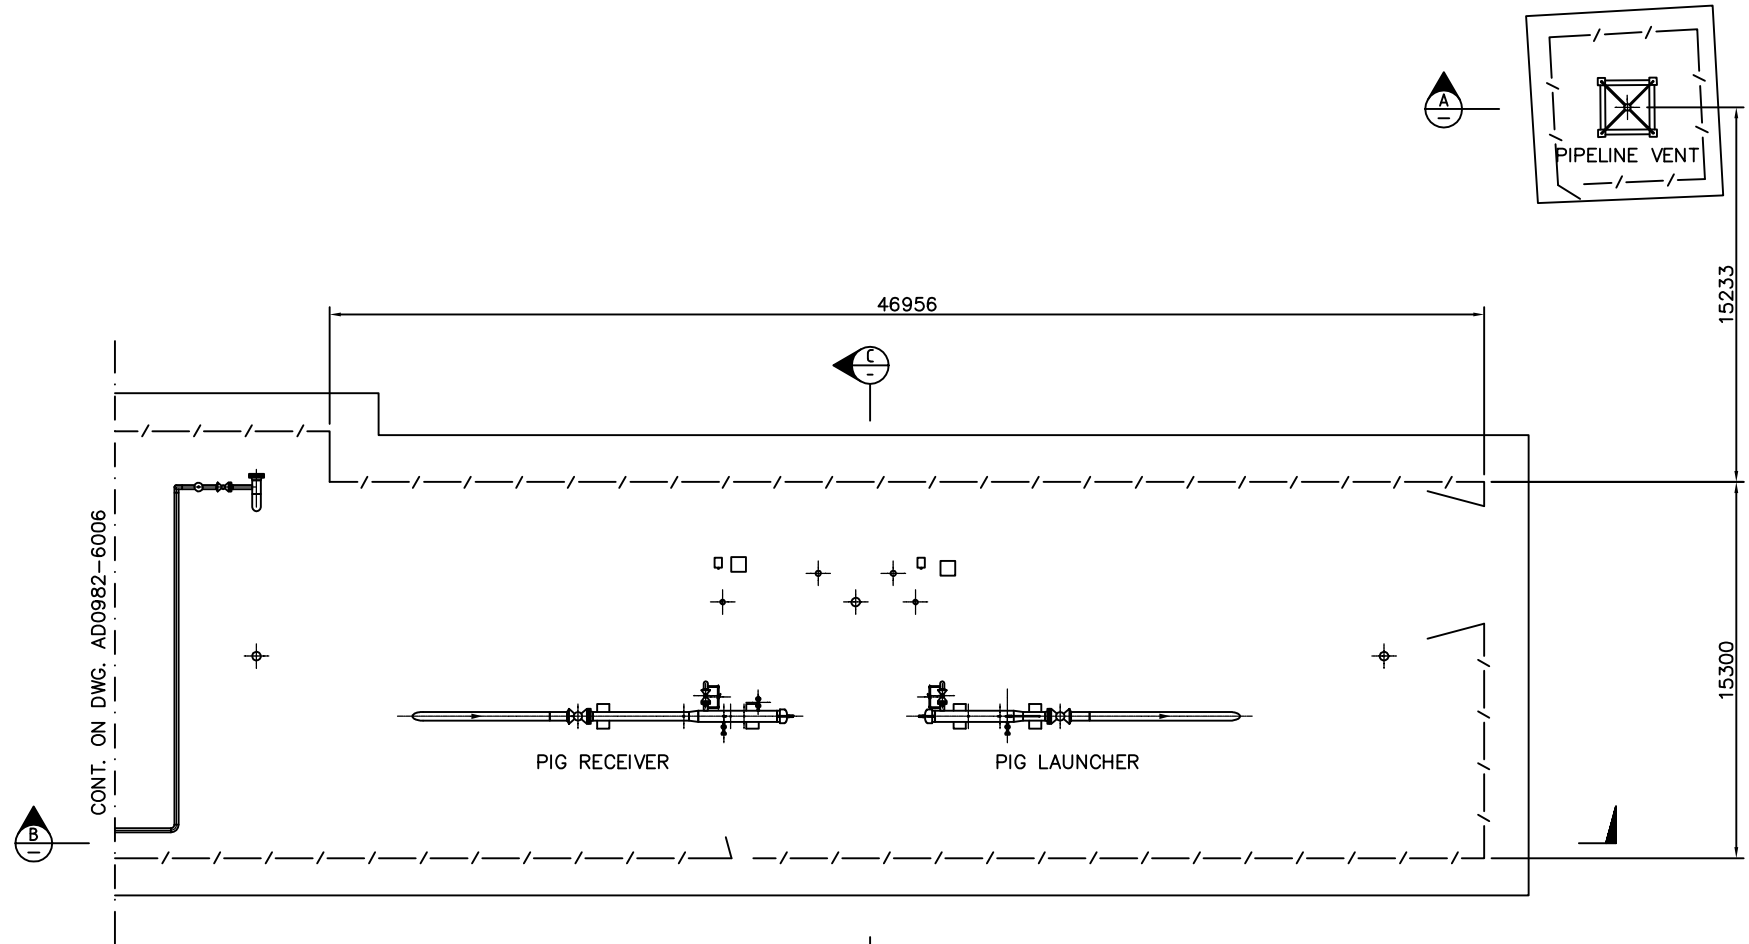 A
PIPELINE VENT
15233
46956
C
CONT. ON DWG. AD0982-6006
15300
PIG RECEIVER
PIG LAUNCHER
B